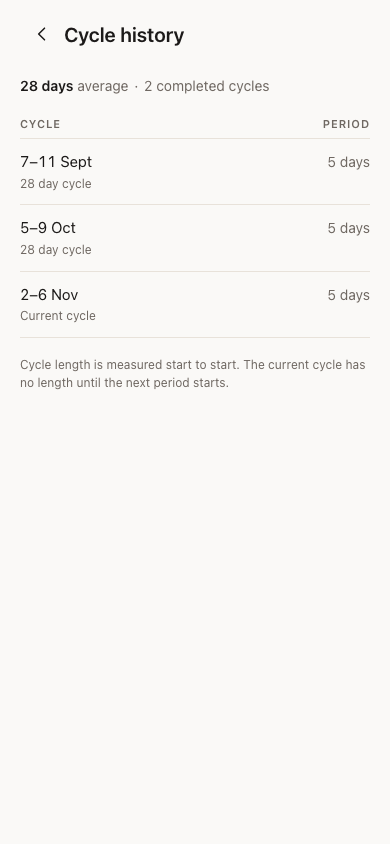 Cycle history
28 days average · 2 completed cycles
CYCLE PERIOD
7–11 Sept 5 days
28 day cycle
5–9 Oct 5 days
28 day cycle
2–6 Nov 5 days
Current cycle
Cycle length is measured start to start. The current cycle has
no length until the next period starts.